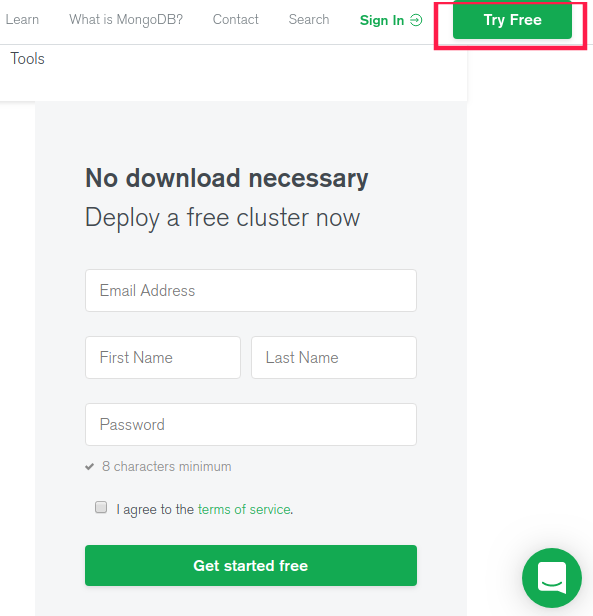 Learn What is MongoDB? Contact Search Sign In Try Free
Tools
No download necessary
Deploy a free cluster now
Email Address
First Name Last Name
Password
8 characters minimum
I agree to the terms of service.
Get started free